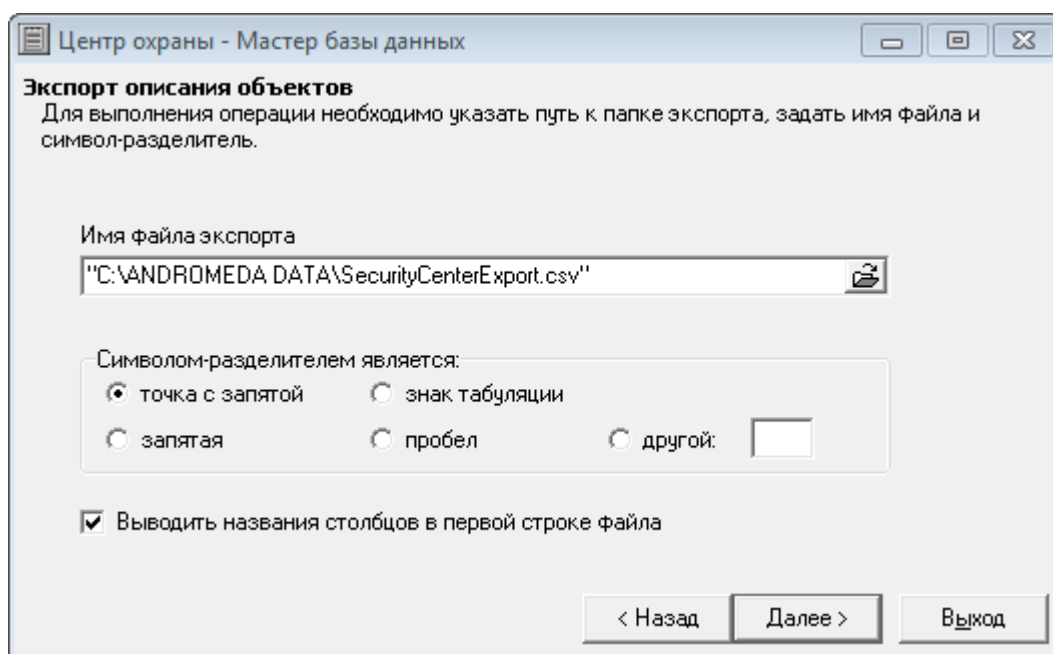 Центр охраны - Мастер базы данных
Экспорт описания объектов
Для выполнения операции необходимо указать путь к папке экспорта, задать имя файла и
символ-разделитель.
Имя файла экспорта
"C:\ANDROMEDA DATA\SecurityCenterExport.csv"
Символом-разделителем является:
точка с запятой знак табуляции
запятая пробел другой:
Выводить названия столбцов в первой строке файла
< Назад Далее > Выход